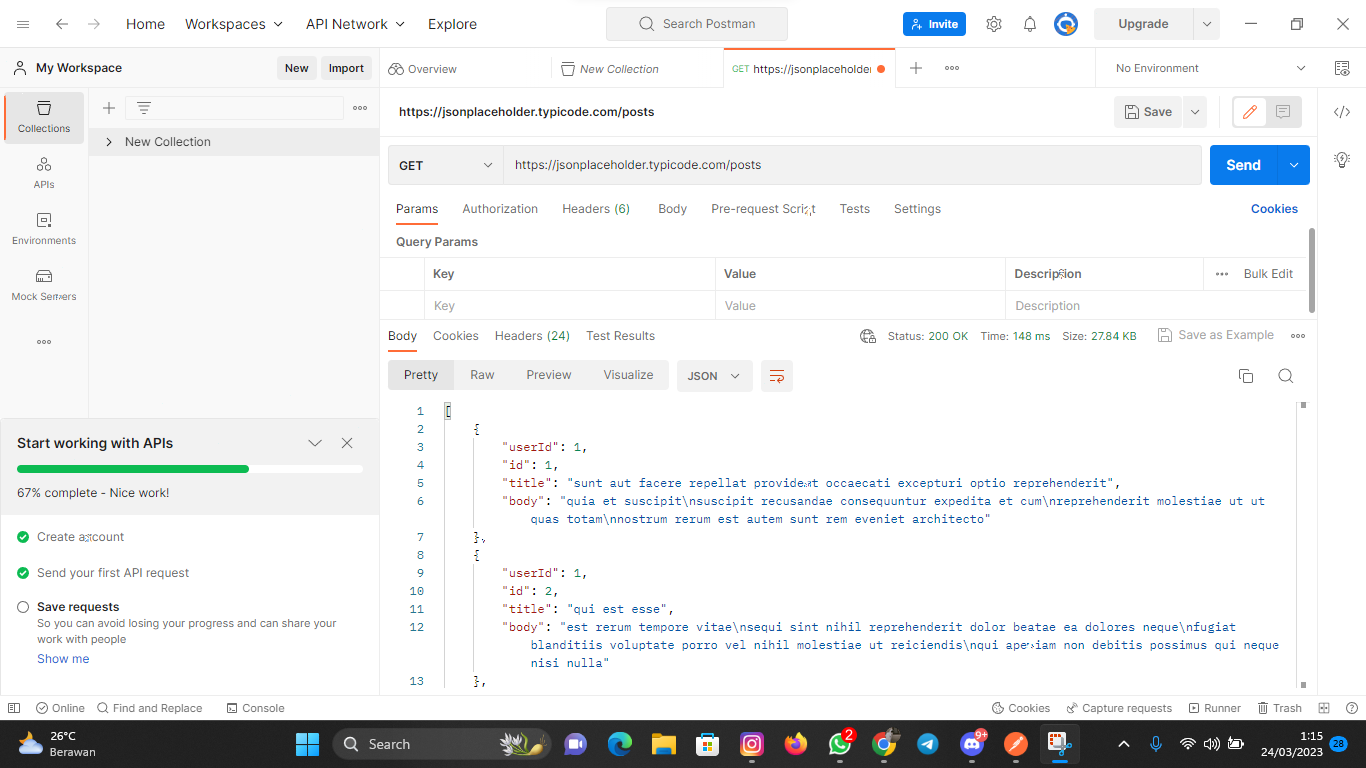 Home Workspaces API Network Explore Search Postman Invite Upgrade
My Workspace New Import Overview New Collection GET https://jsonplaceholder No Environment
https://jsonplaceholder.typicode.com/posts Save
Collections
New Collection
GET https://jsonplaceholder.typicode.com/posts Send
APIs
Params Authorization Headers (6) Body Pre-request Script Tests Settings Cookies
Environments
Query Params
Key Value Description Bulk Edit
Mock Servers
Key Value Description
Body Cookies Headers (24) Test Results Status: 200 OK Time: 148 ms Size: 27.84 KB Save as Example
Pretty Raw Preview Visualize JSON
1 [
2 {
3 "userId": 1,
4 "id": 1,
5 "title": "sunt aut facere repellat provident occaecati excepturi optio reprehenderit",
6 "body": "quia et suscipit\nsuscipit recusandae consequuntur expedita et cum\nreprehenderit molestiae ut ut
quas totam\nnostrum rerum est autem sunt rem eveniet architecto"
7 },
8 {
9 "userId": 1,
10 "id": 2,
11 "title": "qui est esse",
12 "body": "est rerum tempore vitae\nsequi sint nihil reprehenderit dolor beatae ea dolores neque\nfugiat
blanditiis voluptate porro vel nihil molestiae ut reiciendis\nqui aperiam non debitis possimus qui neque
nisi nulla"
13 },
Start working with APIs
67% complete - Nice work!
Create account
Send your first API request
Save requests
So you can avoid losing your progress and can share your
work with people
Show me
Online Find and Replace Console Cookies Capture requests Runner Trash
26°C
Berawan
Search
2
9+
1:15
24/03/2023
28